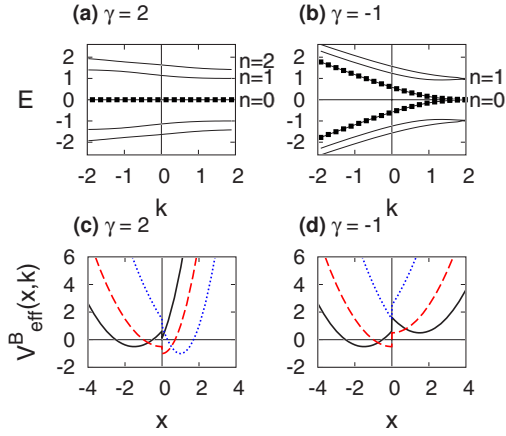 (a) γ = 2
(b) γ = -1
2
1
0
-1
-2
E
n=2
n=1
n=0
-2 -1 0 1 2
k
2
1
0
-1
-2
n=1
n=0
-2 -1 0 1 2
k
(c) γ = 2
(d) γ = -1
6
4
2
0
-2
V^B_eff(x,k)
-4 -2 0 2 4
x
6
4
2
0
-2
-4 -2 0 2 4
x